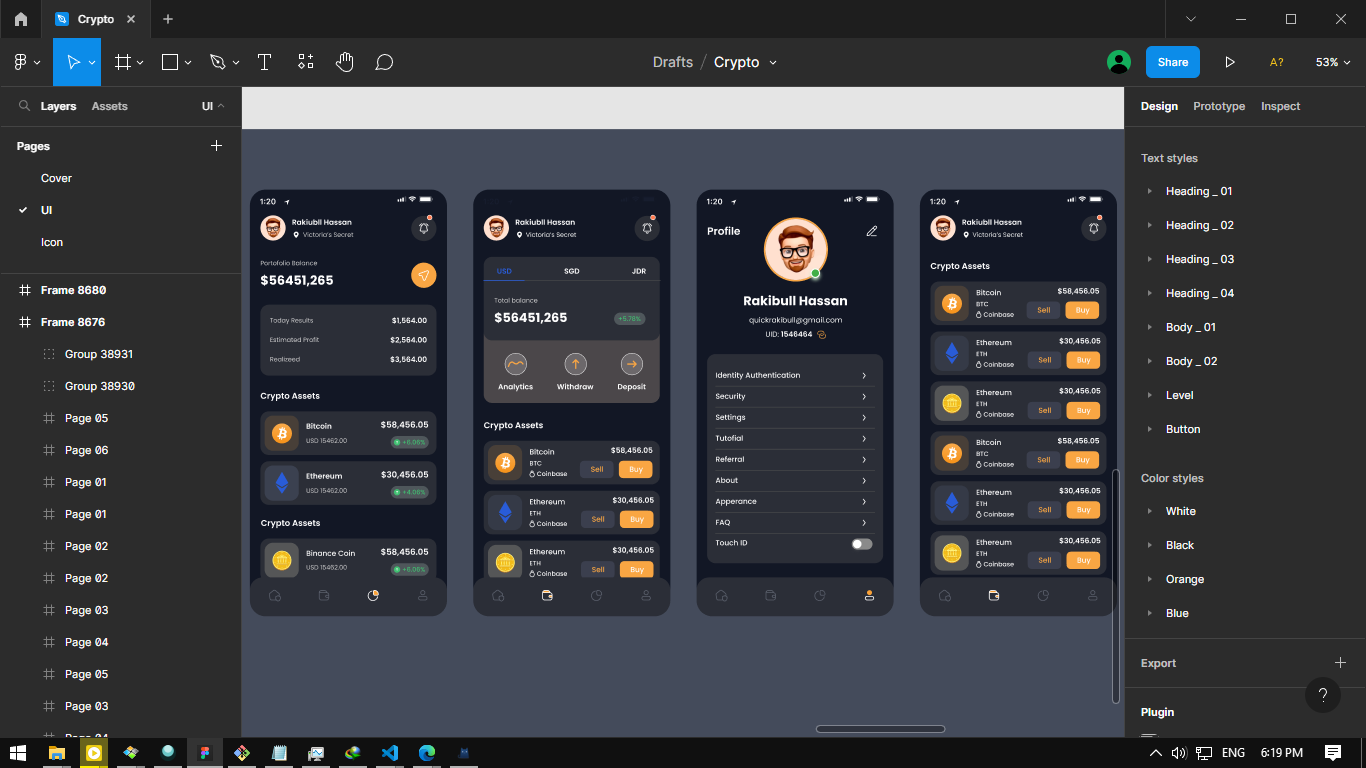 Crypto
Drafts / Crypto
Share
A?
53%
Layers
Assets
UI
Pages
Cover
UI
Icon
Frame 8680
Frame 8676
Group 38931
Group 38930
Page 05
Page 06
Page 01
Page 01
Page 02
Page 02
Page 03
Page 04
Page 05
Page 03
Page 04
1:20
Rakiubll Hassan
Victoria's Secret
Portofolio Balance
$56451,265
Today Results $1,564.00
Estimated Profit $2,564.00
Realizeed $3,564.00
Crypto Assets
Bitcoin $58,456.05
USD 15462.00 +6.06%
Ethereum $30,456.05
USD 15462.00 +4.06%
Crypto Assets
Binance Coin $58,456.05
USD 15462.00 +6.06%
Rakiubll Hassan
Victoria's Secret
USD SGD JDR
Total balance
$56451,265 +5.78%
Analytics Withdraw Deposit
Crypto Assets
Bitcoin $58,456.05
BTC
Coinbase Sell Buy
Ethereum $30,456.05
ETH
Coinbase Sell Buy
Ethereum $30,456.05
ETH
Coinbase Sell Buy
1:20
Profile
Rakibull Hassan
quickrakibull@gmail.com
UID: 1546464
Identity Authentication
Security
Settings
Tutofial
Referral
About
Apperance
FAQ
Touch ID
1:20
Rakiubll Hassan
Victoria's Secret
Crypto Assets
Bitcoin $58,456.05
BTC
Coinbase Sell Buy
Ethereum $30,456.05
ETH
Coinbase Sell Buy
Ethereum $30,456.05
ETH
Coinbase Sell Buy
Bitcoin $58,456.05
BTC
Coinbase Sell Buy
Ethereum $30,456.05
ETH
Coinbase Sell Buy
Ethereum $30,456.05
ETH
Coinbase Sell Buy
Design
Prototype
Inspect
Text styles
Heading _ 01
Heading _ 02
Heading _ 03
Heading _ 04
Body _ 01
Body _ 02
Level
Button
Color styles
White
Black
Orange
Blue
Export
?
Plugin
ENG
6:19 PM